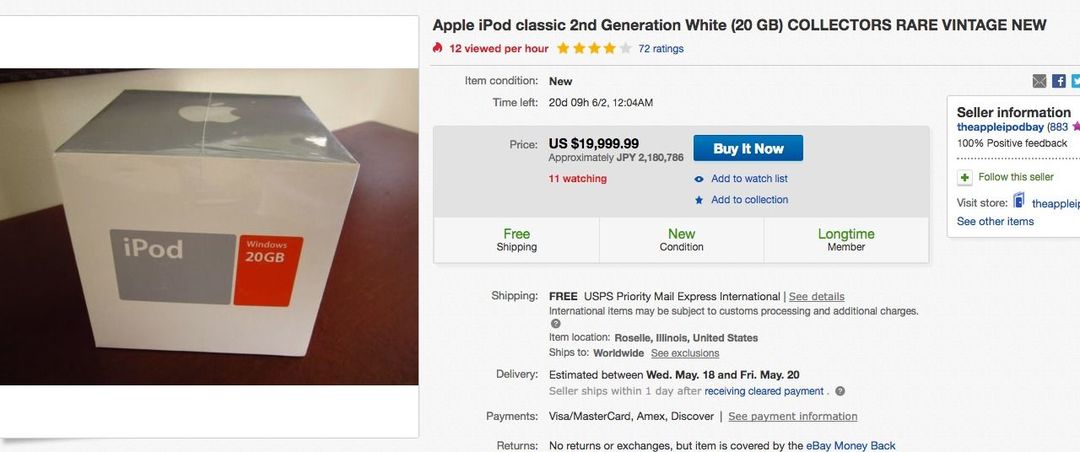 Apple iPod classic 2nd Generation White (20 GB) COLLECTORS RARE VINTAGE NEW
12 viewed per hour 72 ratings
Item condition: New
Time left: 20d 09h 6/2, 12:04AM
Price: US $19,999.99 Buy It Now
Approximately JPY 2,180,786
11 watching Add to watch list
Add to collection
Free New Longtime
Shipping Condition Member
Seller information
theappleipodbay (883
100% Positive feedback
Follow this seller
Visit store: theappleip
See other items
iPod
Windows
20GB
Shipping: FREE USPS Priority Mail Express International | See details
International items may be subject to customs processing and additional charges.
Item location: Roselle, Illinois, United States
Ships to: Worldwide See exclusions
Delivery: Estimated between Wed. May. 18 and Fri. May. 20
Seller ships within 1 day after receiving cleared payment .
Payments: Visa/MasterCard, Amex, Discover | See payment information
Returns: No returns or exchanges, but item is covered by the eBay Money Back